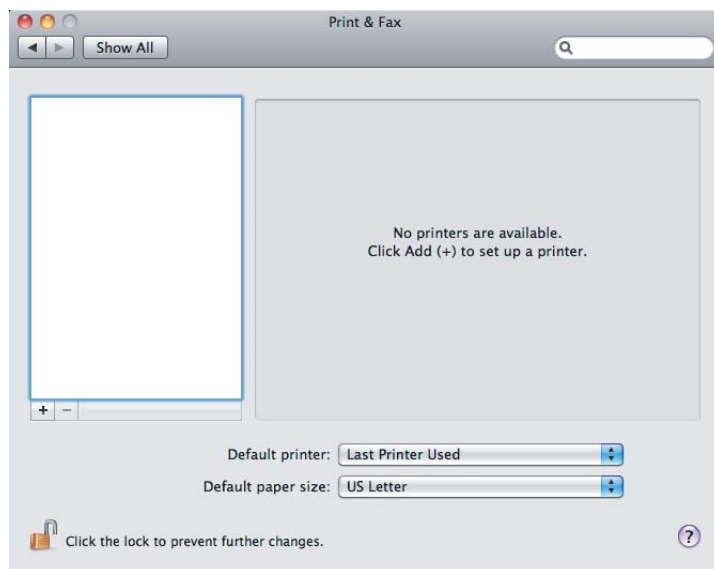 Print & Fax
Show All
No printers are available.
Click Add (+) to set up a printer.
+ −
Default printer: Last Printer Used
Default paper size: US Letter
Click the lock to prevent further changes.
?